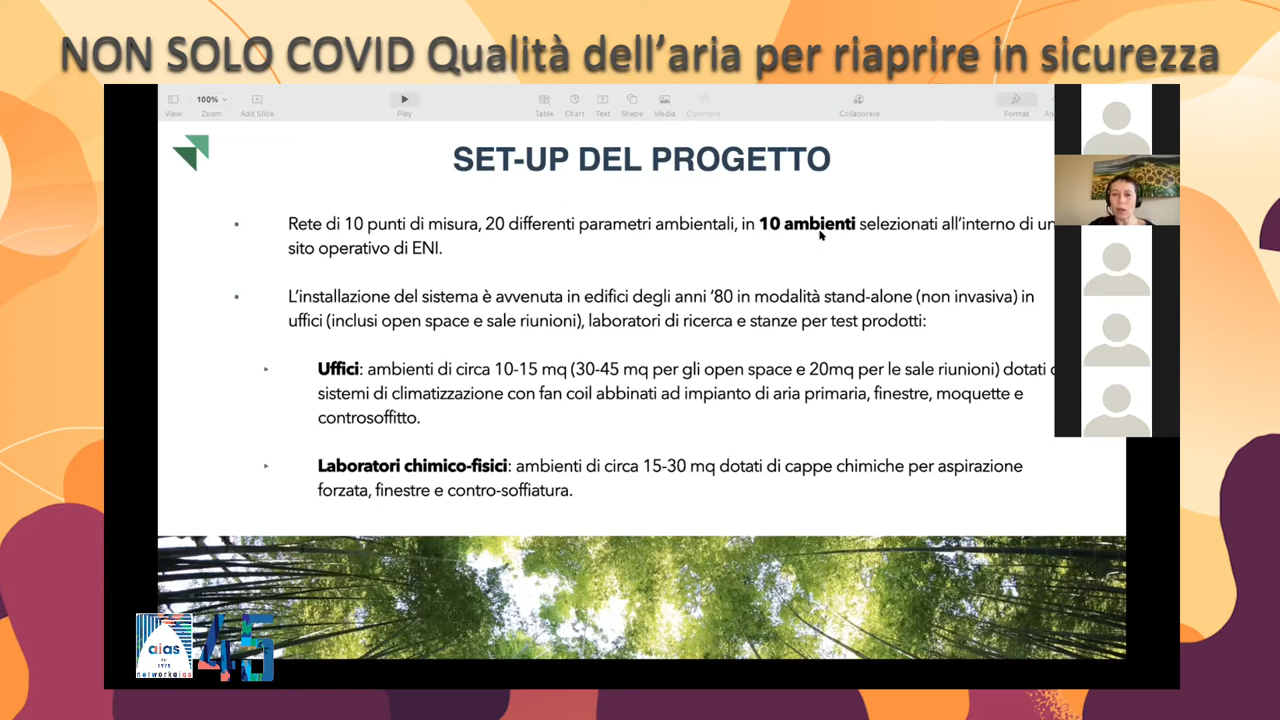 NON SOLO COVID Qualità dell'aria per riaprire in sicurezza
100%
View Zoom Add Slide Play Table Chart Text Shape Media Comment Collaborate Format
SET-UP DEL PROGETTO
• Rete di 10 punti di misura, 20 differenti parametri ambientali, in 10 ambienti selezionati all'interno di un
sito operativo di ENI.
• L'installazione del sistema è avvenuta in edifici degli anni '80 in modalità stand-alone (non invasiva) in
uffici (inclusi open space e sale riunioni), laboratori di ricerca e stanze per test prodotti:
▸ Uffici: ambienti di circa 10-15 mq (30-45 mq per gli open space e 20mq per le sale riunioni) dotati
sistemi di climatizzazione con fan coil abbinati ad impianto di aria primaria, finestre, moquette e
controsoffitto.
▸ Laboratori chimico-fisici: ambienti di circa 15-30 mq dotati di cappe chimiche per aspirazione
forzata, finestre e contro-soffiatura.
aias
dal
1975
networkaias
45